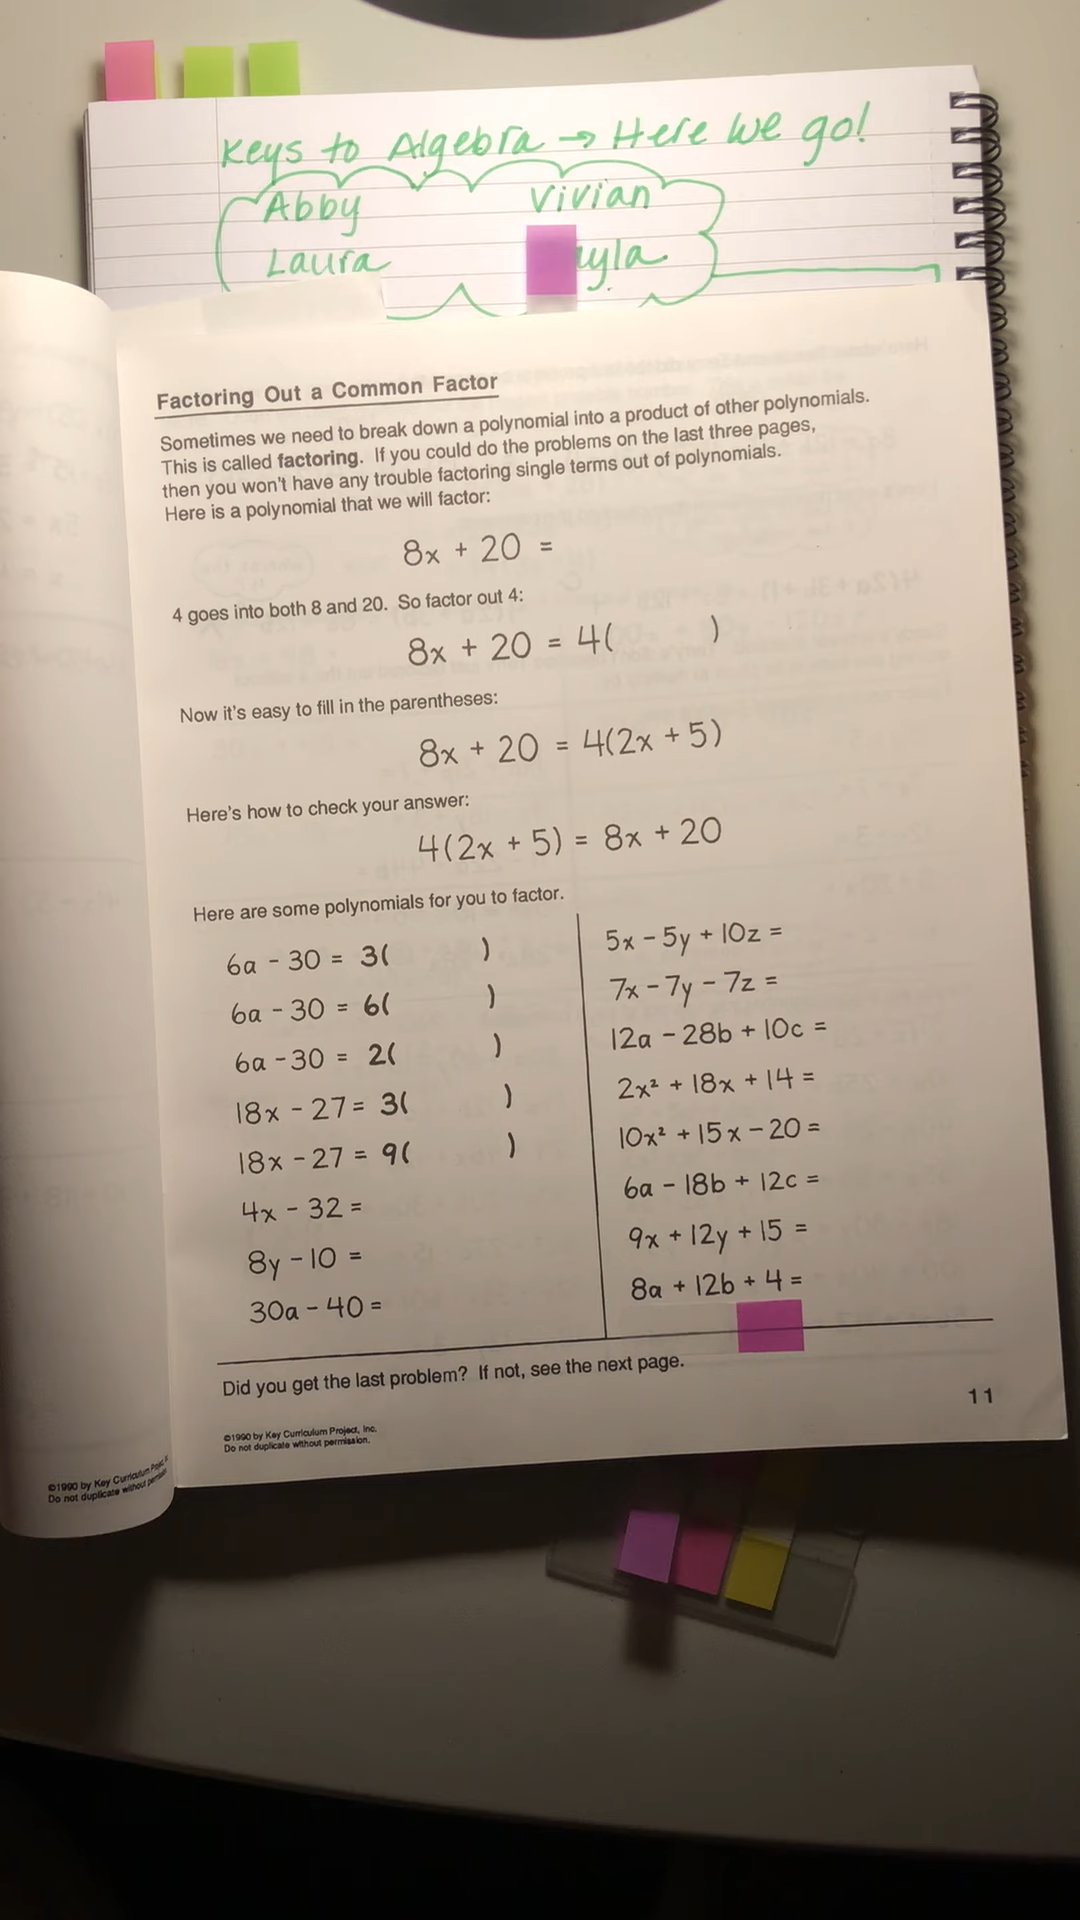 Keys to Algebra → Here we go!
Abby Vivian
Laura
Factoring Out a Common Factor
Sometimes we need to break down a polynomial into a product of other polynomials.
This is called factoring. If you could do the problems on the last three pages,
then you won't have any trouble factoring single terms out of polynomials.
Here is a polynomial that we will factor:
8x + 20 =
4 goes into both 8 and 20. So factor out 4:
8x + 20 = 4( )
Now it's easy to fill in the parentheses:
8x + 20 = 4(2x + 5)
Here's how to check your answer:
4(2x + 5) = 8x + 20
Here are some polynomials for you to factor.
6a - 30 = 3( )
6a - 30 = 6( )
6a - 30 = 2( )
18x - 27 = 3( )
18x - 27 = 9( )
4x - 32 =
8y - 10 =
30a - 40 =
5x - 5y + 10z =
7x - 7y - 7z =
12a - 28b + 10c =
2x² + 18x + 14 =
10x² + 15x - 20 =
6a - 18b + 12c =
9x + 12y + 15 =
8a + 12b + 4 =
Did you get the last problem? If not, see the next page.
©1990 by Key Curriculum Project, Inc.
Do not duplicate without permission.
11
©1990 by Key Curriculum
Do not duplicate without